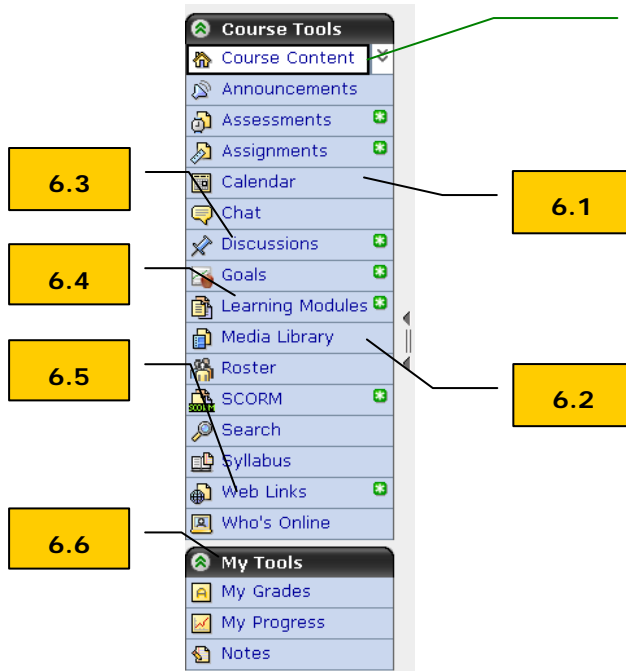 Course Tools
Course Content
Announcements
Assessments
Assignments
Calendar
Chat
Discussions
Goals
Learning Modules
Media Library
Roster
SCORM
SCORM
Search
Syllabus
Web Links
Who's Online
My Tools
A
My Grades
My Progress
Notes
6.3
6.4
6.5
6.6
6.1
6.2